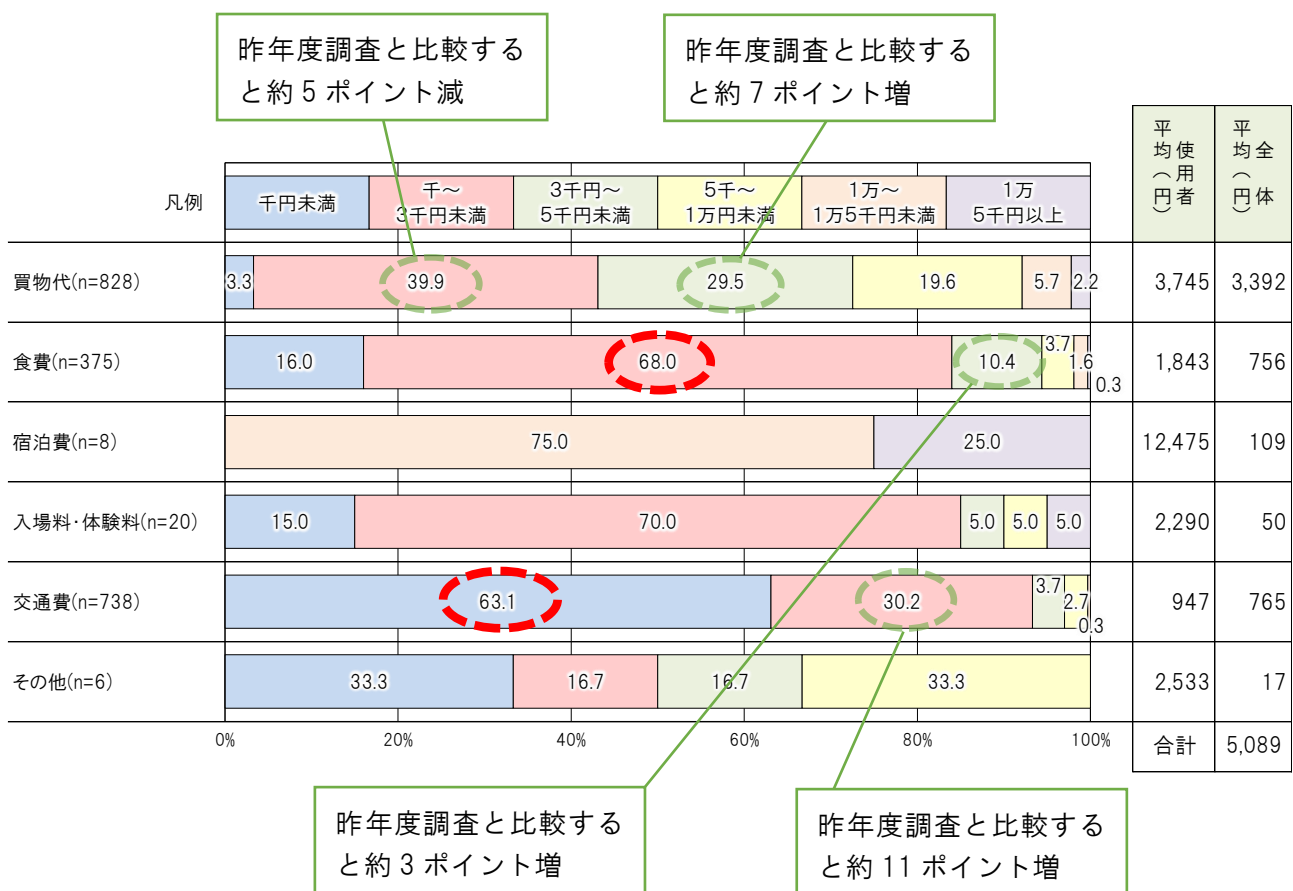 昨年度調査と比較する
と約 5 ポイント減
昨年度調査と比較する
と約 7 ポイント増
使用者
平均(円)
全体
平均(円)
凡例
千円未満
千～
3千円未満
3千円～
5千円未満
5千～
1万円未満
1万～
1万5千円未満
1万
5千円以上
買物代(n=828)
3.3 39.9 29.5 19.6 5.7 2.2 3,745 3,392
食費(n=375)
16.0 68.0 10.4 3.7 1.6 0.3 1,843 756
宿泊費(n=8)
75.0 25.0 12,475 109
入場料・体験料(n=20)
15.0 70.0 5.0 5.0 5.0 2,290 50
交通費(n=738)
63.1 30.2 3.7 2.7 0.3 947 765
その他(n=6)
33.3 16.7 16.7 33.3 2,533 17
0% 20% 40% 60% 80% 100%
合計 5,089
昨年度調査と比較する
と約 3 ポイント増
昨年度調査と比較する
と約 11 ポイント増